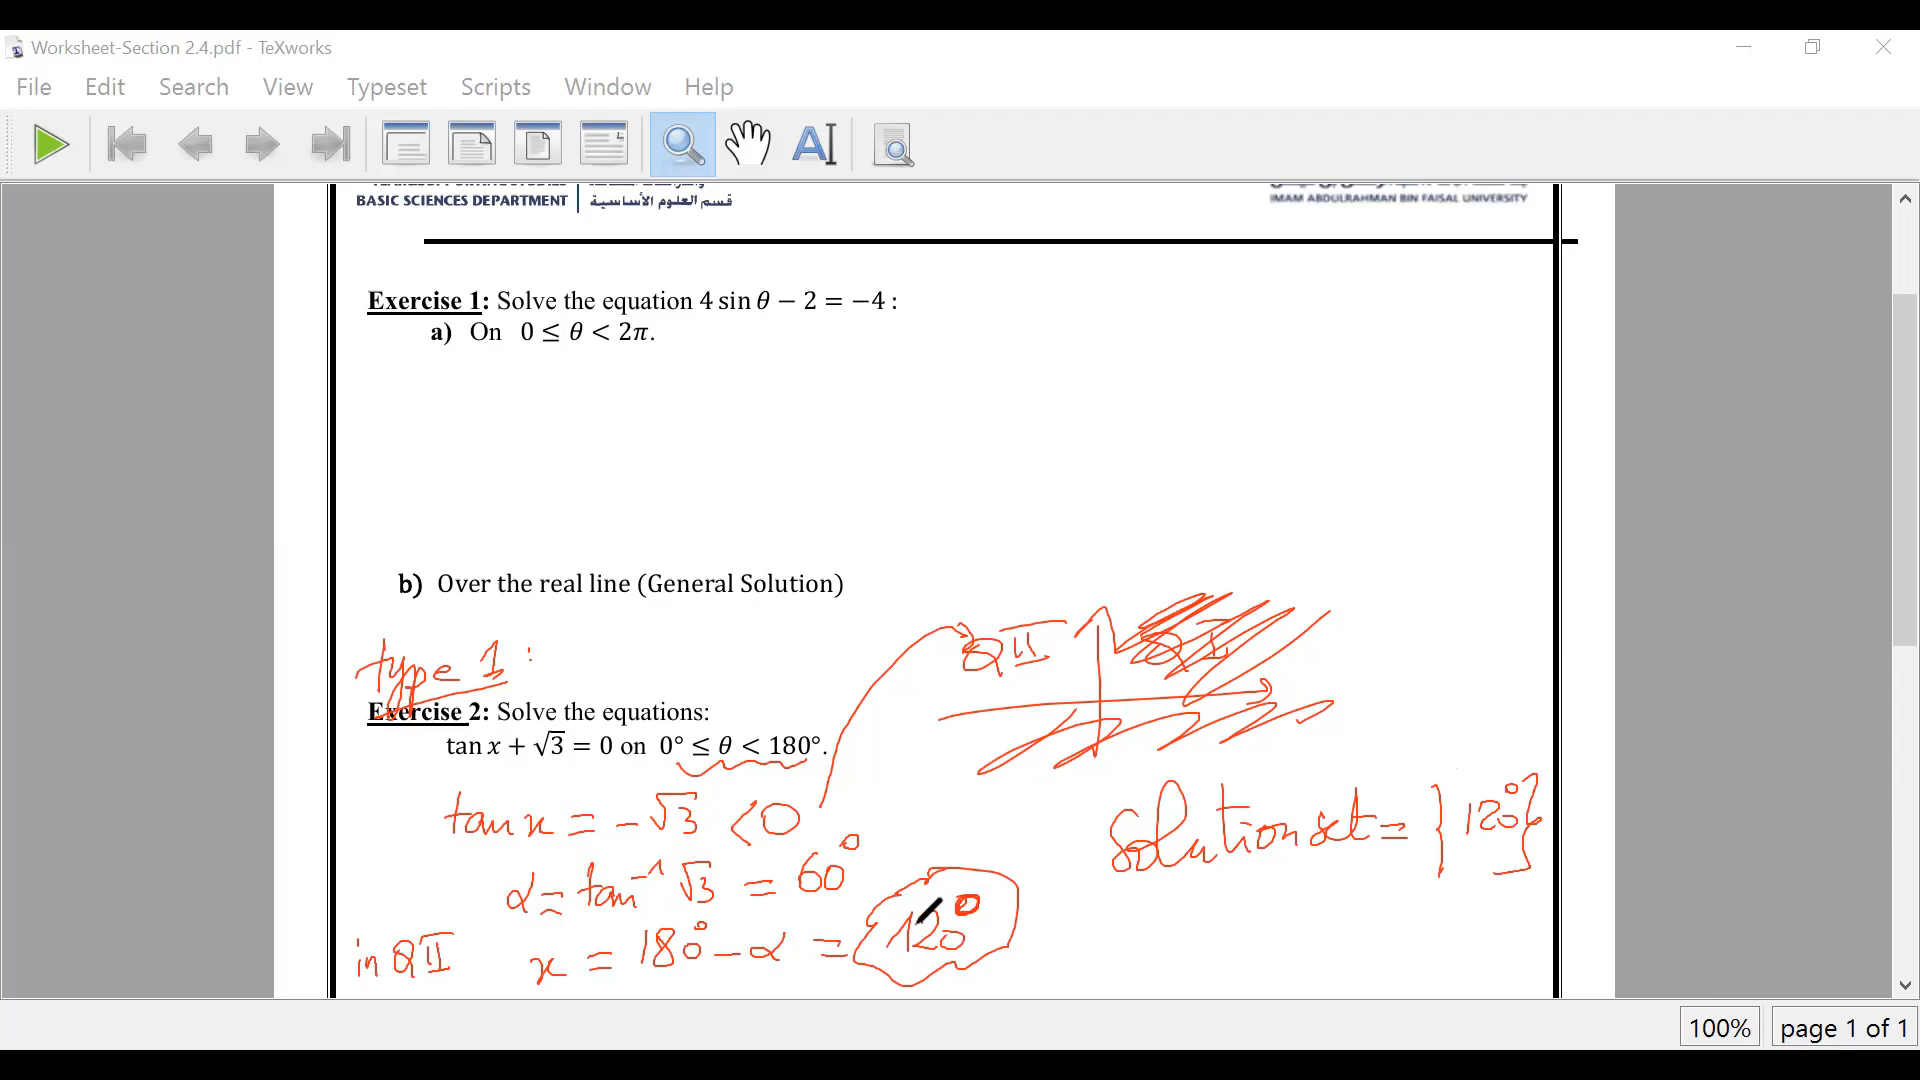 Worksheet-Section 2.4.pdf - TeXworks
File Edit Search View Typeset Scripts Window Help
BASIC SCIENCES DEPARTMENT قسم العلوم الأساسية
IMAM ABDULRAHMAN BIN FAISAL UNIVERSITY
Exercise 1: Solve the equation 4 sin θ − 2 = −4 :
a) On 0 ≤ θ < 2π.
b) Over the real line (General Solution)
type 1 :
QII QI
Exercise 2: Solve the equations:
tan x + √3 = 0 on 0° ≤ θ < 180°.
tan x = - √3 < 0
Solution set = { 120° }
α = tan⁻¹ √3 = 60°
in QII x = 180° - α = 120°
100% page 1 of 1